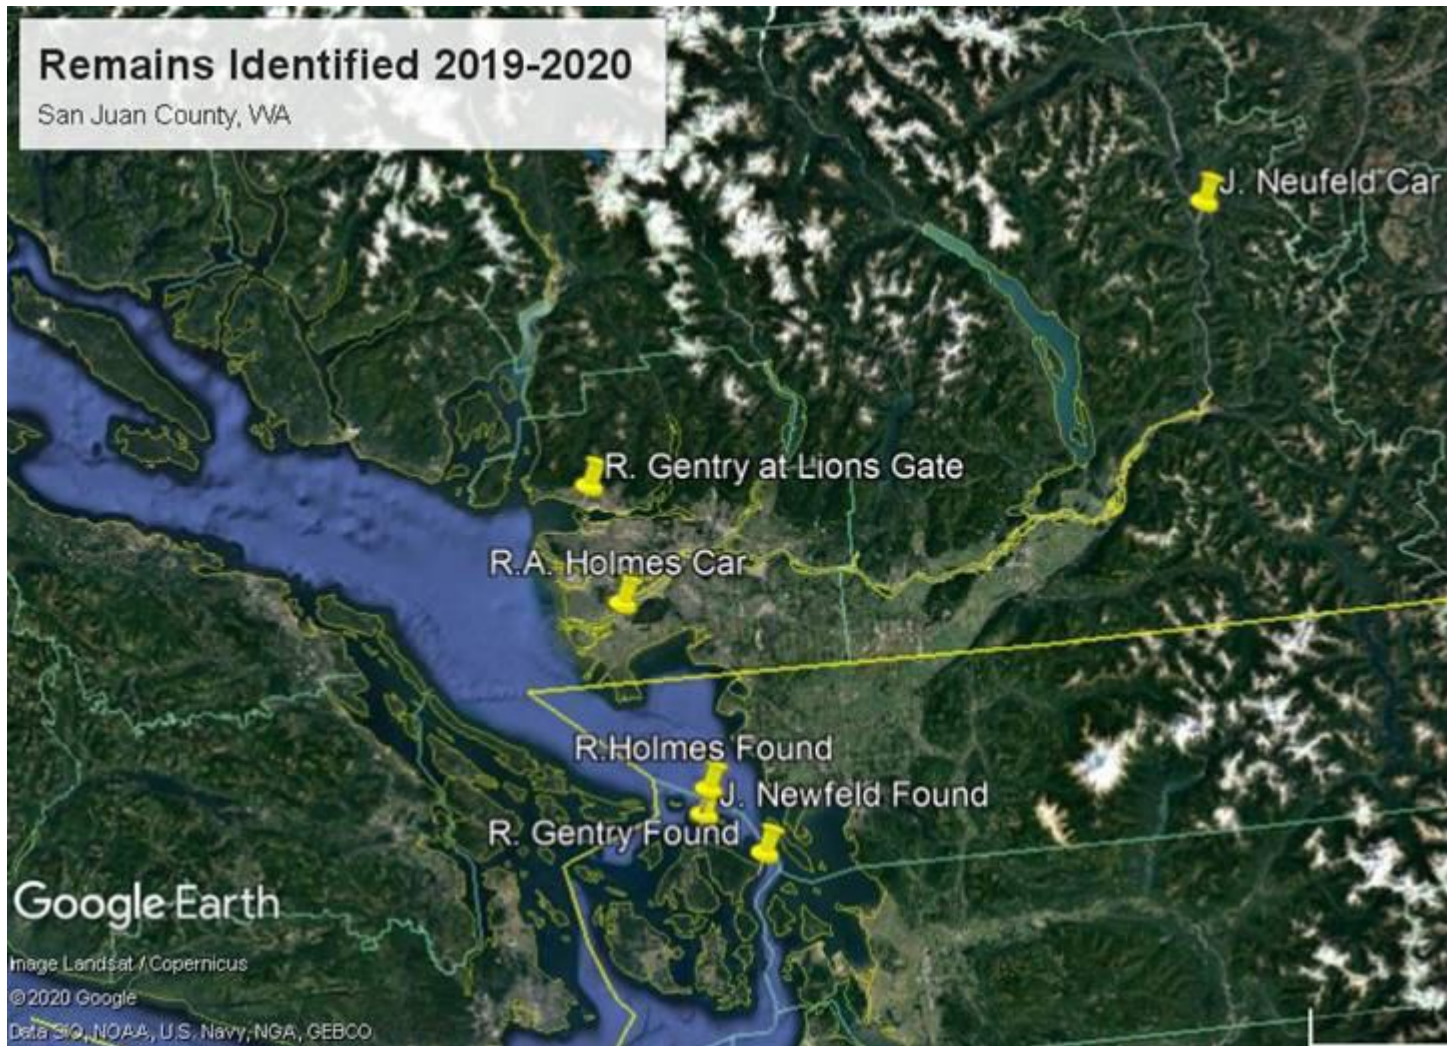 Remains Identified 2019-2020
San Juan County, WA
J. Neufeld Car
R. Gentry at Lions Gate
R.A. Holmes Car
R.Holmes Found
J. Newfeld Found
R. Gentry Found
Google Earth
Image Landsat / Copernicus
©2020 Google
Data SIO, NOAA, U.S. Navy, NGA, GEBCO